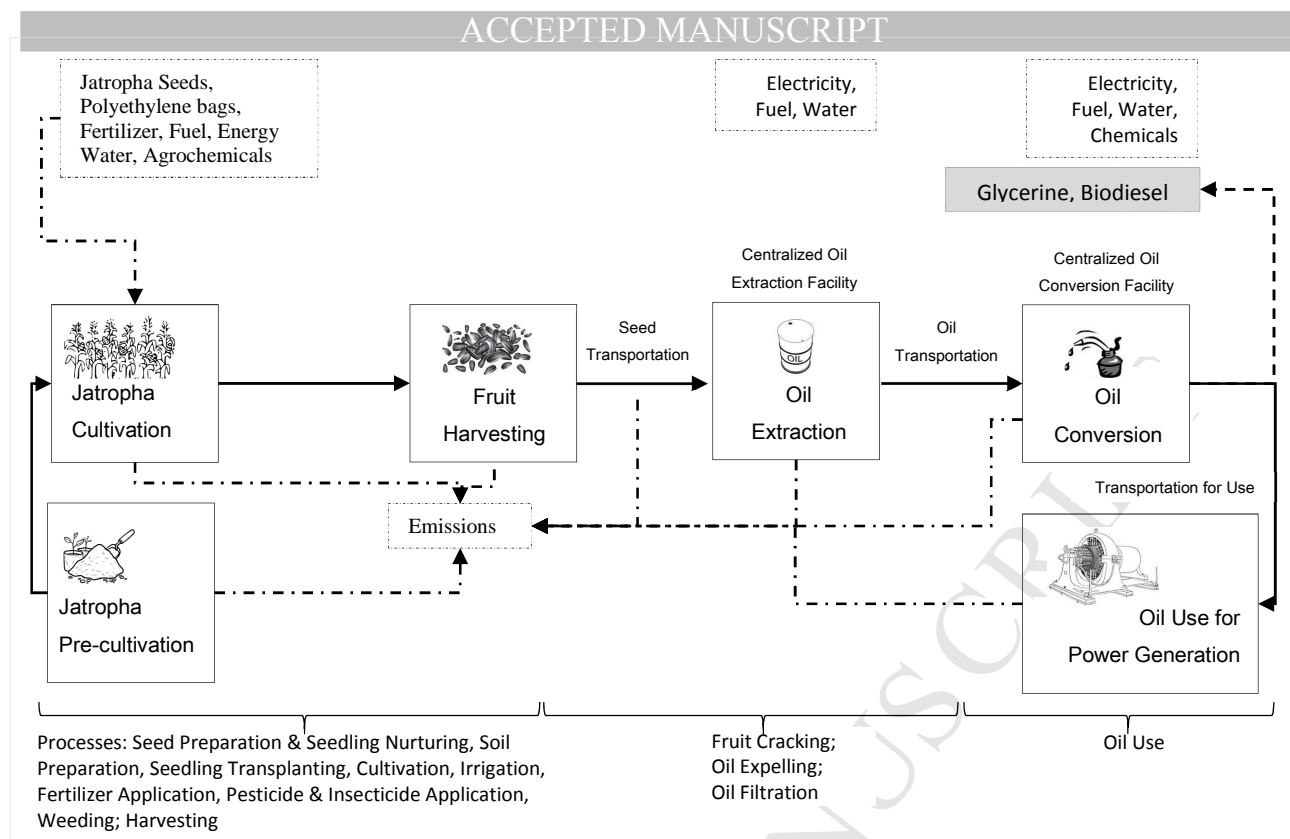 ACCEPTED MANUSCRIPT
Jatropha Seeds,
Polyethylene bags,
Fertilizer, Fuel, Energy
Water, Agrochemicals
Electricity,
Fuel, Water
Electricity,
Fuel, Water,
Chemicals
Glycerine, Biodiesel
Centralized Oil
Extraction Facility
Centralized Oil
Conversion Facility
Jatropha
Cultivation
Fruit
Harvesting
Seed
Transportation
OIL
Oil
Extraction
Oil
Transportation
Oil
Conversion
Transportation for Use
Emissions
Jatropha
Pre-cultivation
Oil Use for
Power Generation
Processes: Seed Preparation & Seedling Nurturing, Soil
Preparation, Seedling Transplanting, Cultivation, Irrigation,
Fertilizer Application, Pesticide & Insecticide Application,
Weeding; Harvesting
Fruit Cracking;
Oil Expelling;
Oil Filtration
Oil Use